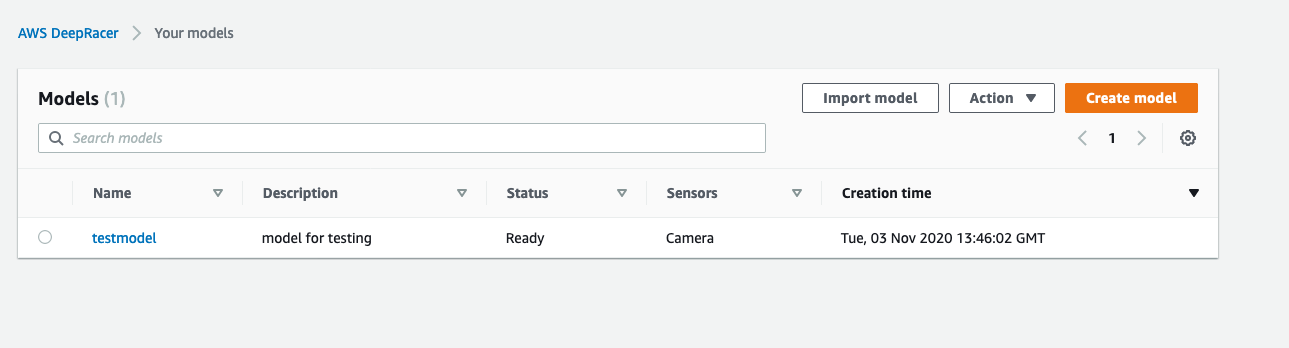 AWS DeepRacer > Your models
Models (1)
Import model
Action
Create model
Search models
1
Name Description Status Sensors Creation time
testmodel model for testing Ready Camera Tue, 03 Nov 2020 13:46:02 GMT